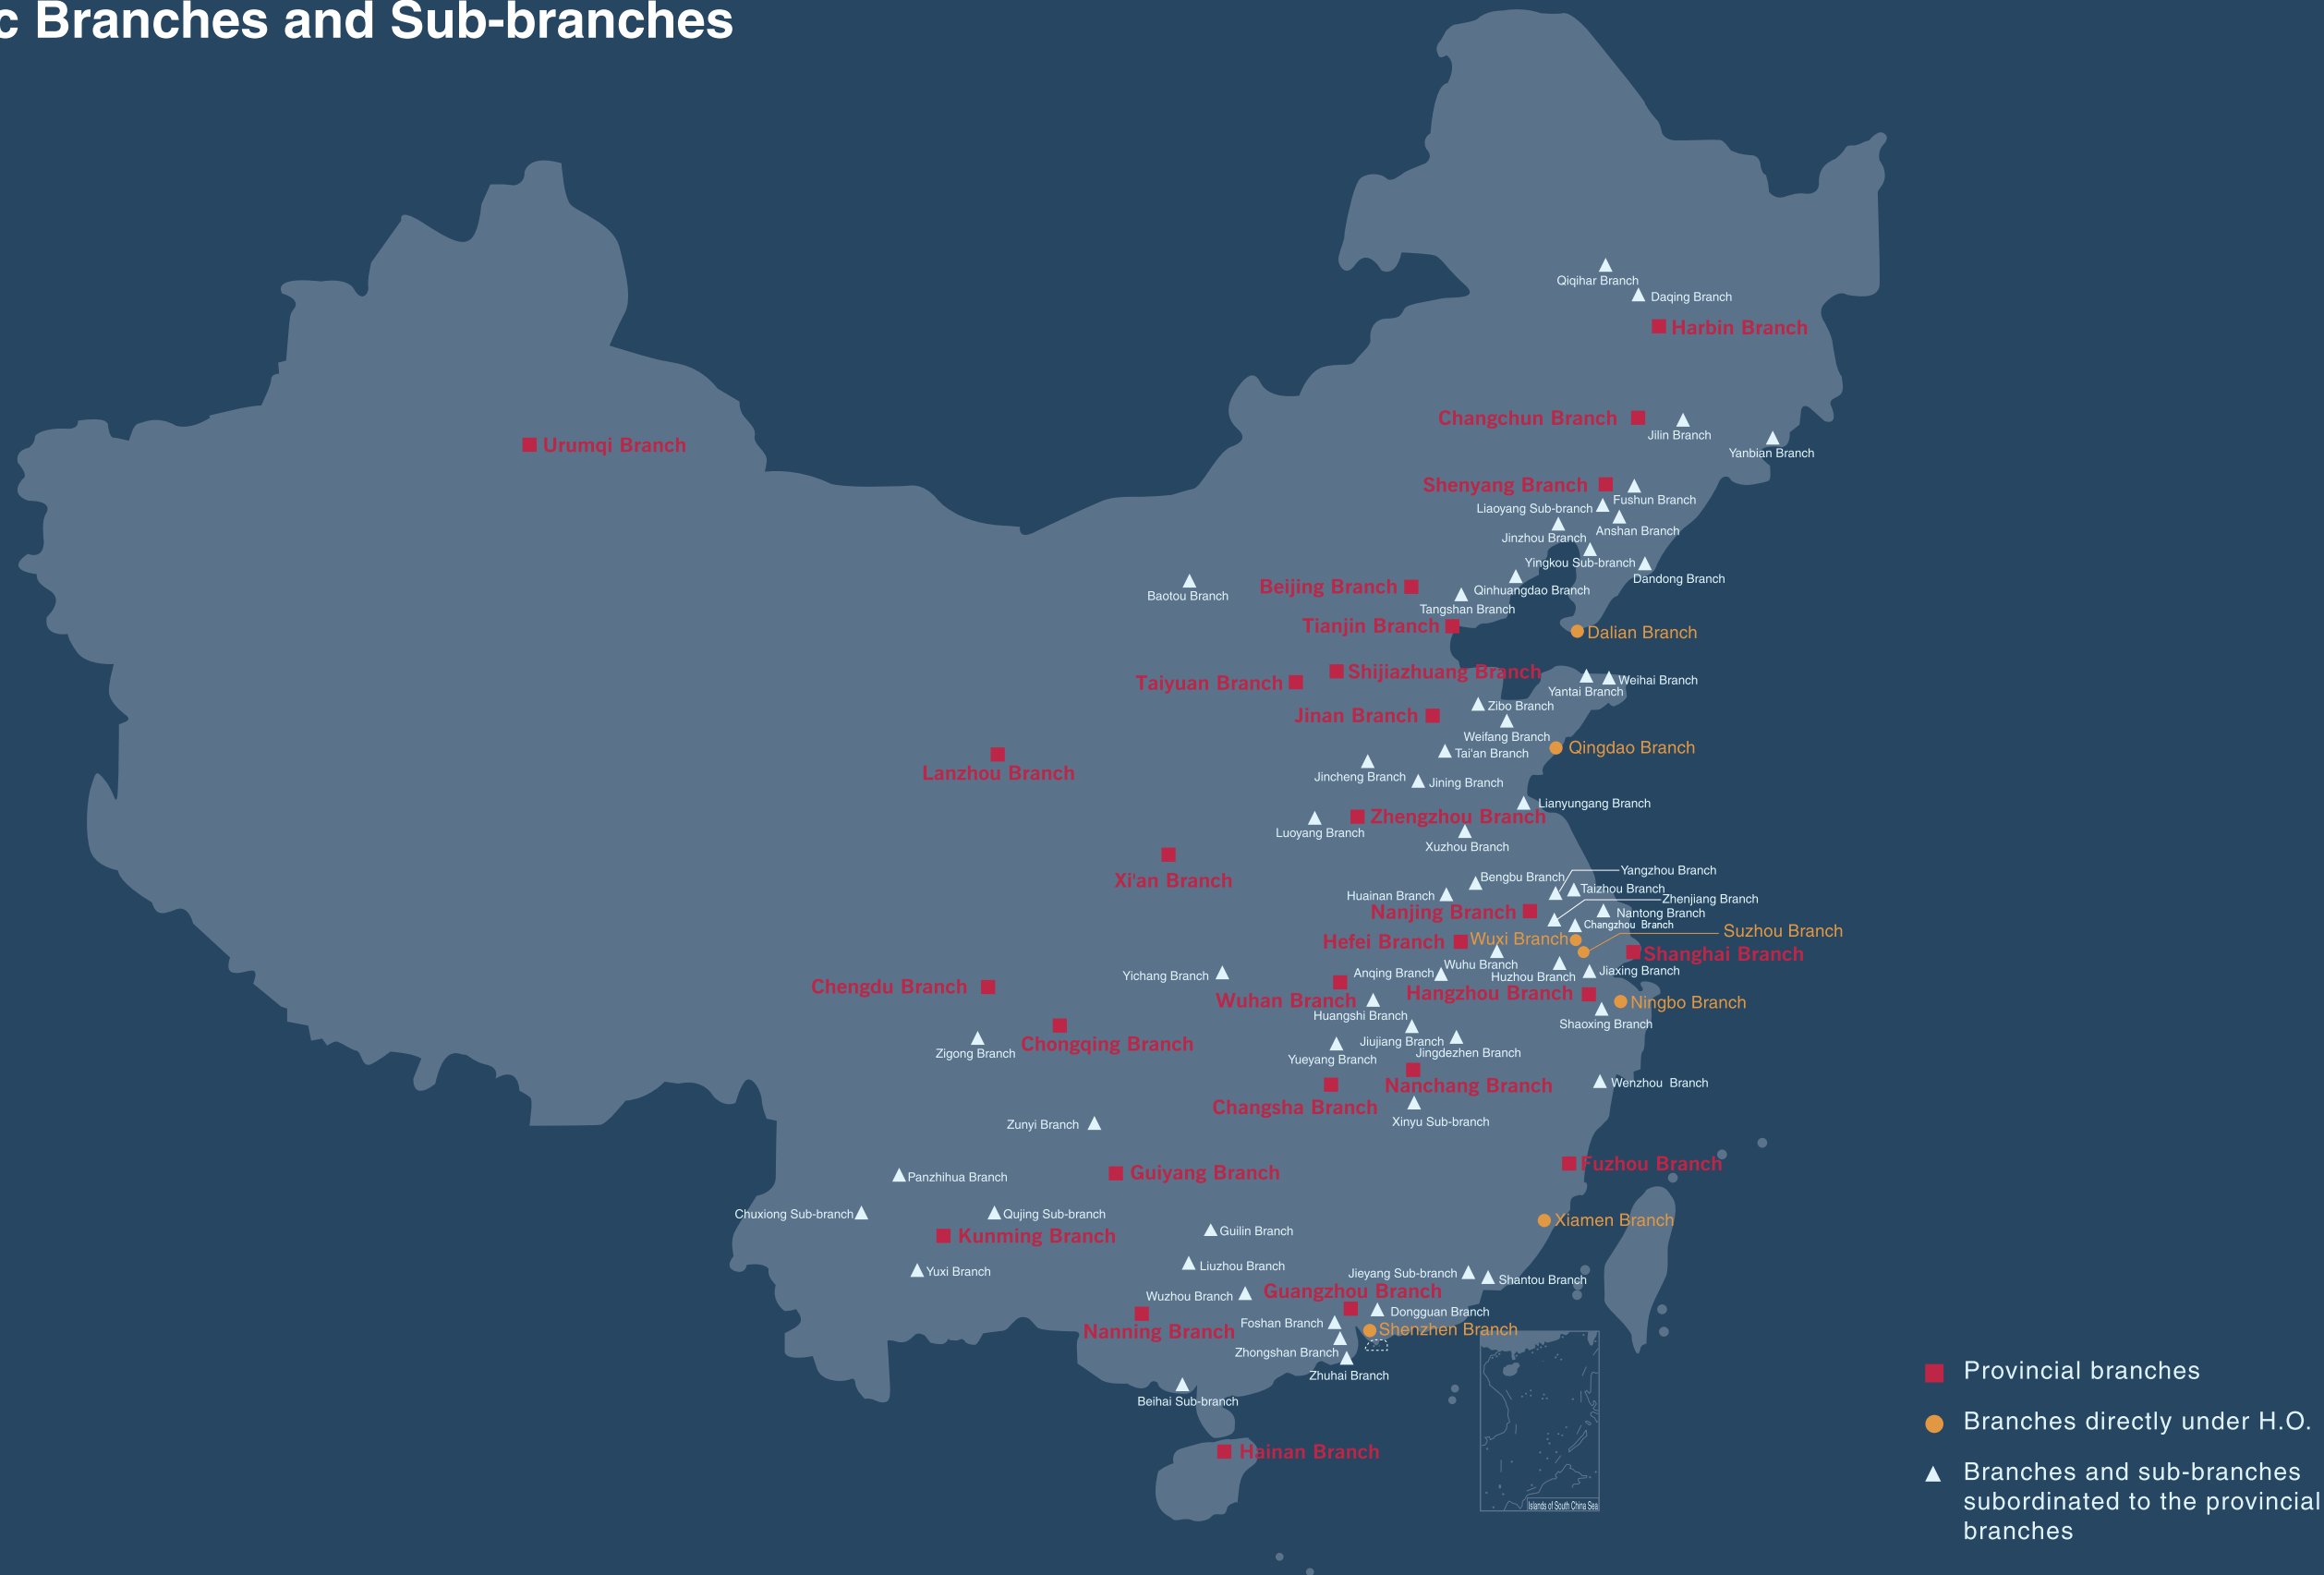 c Branches and Sub-branches
Qiqihar Branch
Daqing Branch
Harbin Branch
Changchun Branch
Jilin Branch
Yanbian Branch
Urumqi Branch
Shenyang Branch
Fushun Branch
Liaoyang Sub-branch
Anshan Branch
Jinzhou Branch
Yingkou Sub-branch
Dandong Branch
Beijing Branch
Qinhuangdao Branch
Baotou Branch
Tangshan Branch
Tianjin Branch
Dalian Branch
Shijiazhuang Branch
Taiyuan Branch
Weihai Branch
Yantai Branch
Zibo Branch
Jinan Branch
Weifang Branch
Qingdao Branch
Tai'an Branch
Lanzhou Branch
Jincheng Branch
Jining Branch
Lianyungang Branch
Zhengzhou Branch
Luoyang Branch
Xuzhou Branch
Xi'an Branch
Yangzhou Branch
Bengbu Branch
Taizhou Branch
Huainan Branch
Zhenjiang Branch
Nanjing Branch
Nantong Branch
Changzhou Branch
Suzhou Branch
Hefei Branch
Wuxi Branch
Shanghai Branch
Wuhu Branch
Yichang Branch
Anqing Branch
Huzhou Branch
Jiaxing Branch
Chengdu Branch
Wuhan Branch
Hangzhou Branch
Ningbo Branch
Huangshi Branch
Shaoxing Branch
Chongqing Branch
Zigong Branch
Jiujiang Branch
Jingdezhen Branch
Yueyang Branch
Nanchang Branch
Wenzhou Branch
Changsha Branch
Xinyu Sub-branch
Zunyi Branch
Fuzhou Branch
Guiyang Branch
Panzhihua Branch
Chuxiong Sub-branch
Qujing Sub-branch
Xiamen Branch
Kunming Branch
Guilin Branch
Liuzhou Branch
Yuxi Branch
Jieyang Sub-branch
Shantou Branch
Guangzhou Branch
Wuzhou Branch
Dongguan Branch
Foshan Branch
Shenzhen Branch
Nanning Branch
Zhongshan Branch
Zhuhai Branch
Beihai Sub-branch
Hainan Branch
Islands of South China Sea
Provincial branches
Branches directly under H.O.
Branches and sub-branches
subordinated to the provincial
branches